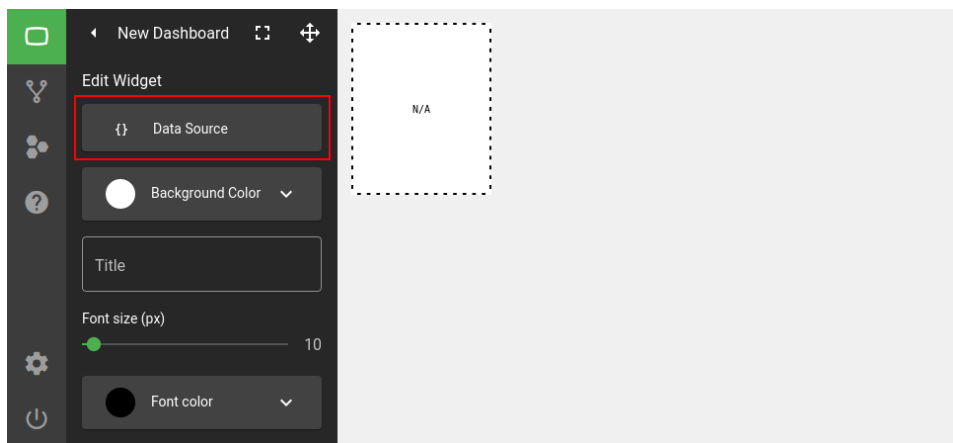 New Dashboard
Edit Widget
{} Data Source
Background Color
Title
Font size (px)
10
Font color
N/A